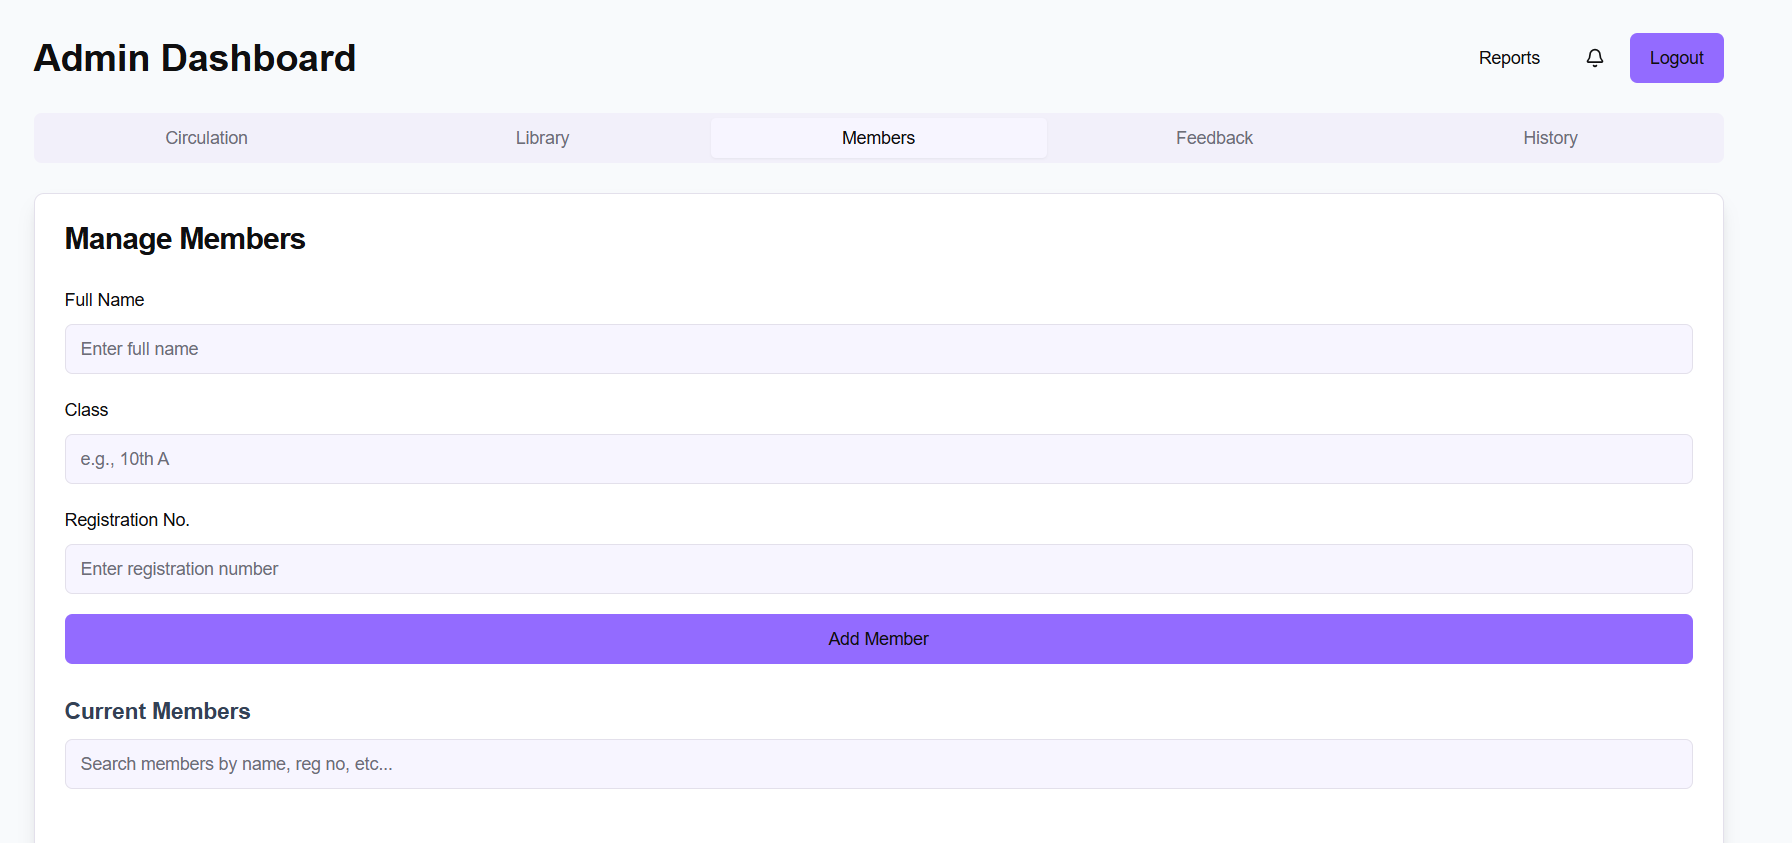 Admin Dashboard
Reports
Logout
Circulation
Library
Members
Feedback
History
Manage Members
Full Name
Enter full name
Class
e.g., 10th A
Registration No.
Enter registration number
Add Member
Current Members
Search members by name, reg no, etc...